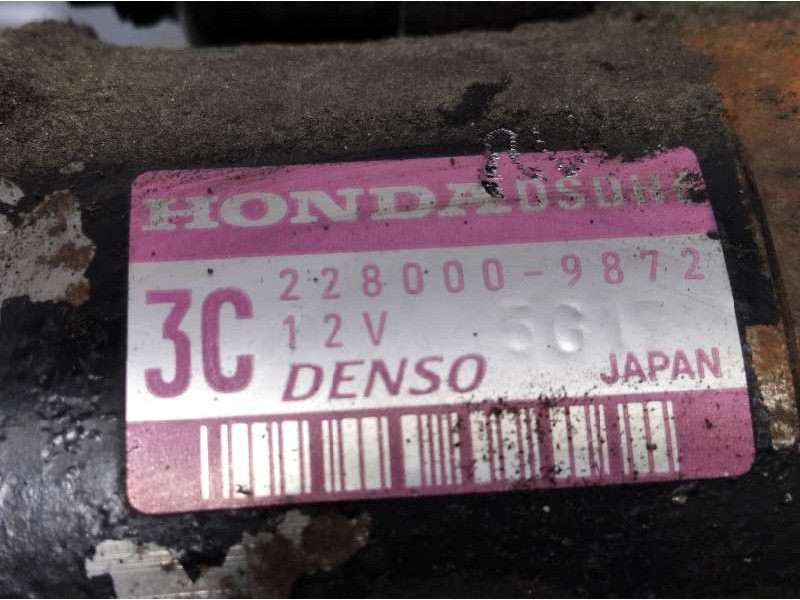 HONDA
3C
228000-9872
12V
DENSO
JAPAN